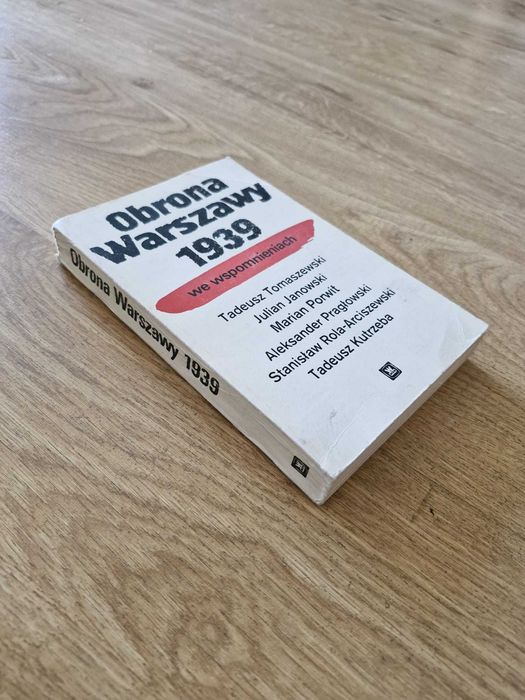 Obrona
Warszawy
1939
we wspomnieniach
Tadeusz Tomaszewski
Julian Janowski
Marian Porwit
Aleksander Pragłowski
Stanisław Rola-Arciszewski
Tadeusz Kutrzeba
Obrona Warszawy 1939